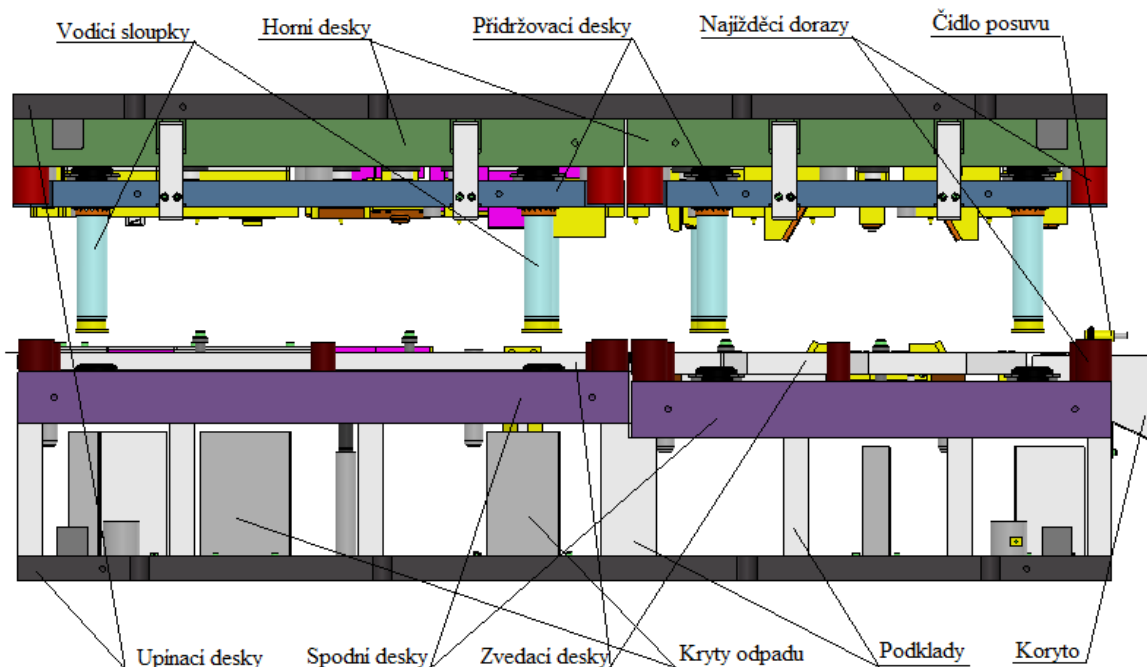 Vodící sloupky
Horní desky
Přidržovací desky
Najížděcí dorazy
Čidlo posuvu
Upínací desky
Spodní desky
Zvedací desky
Kryty odpadu
Podklady
Koryto